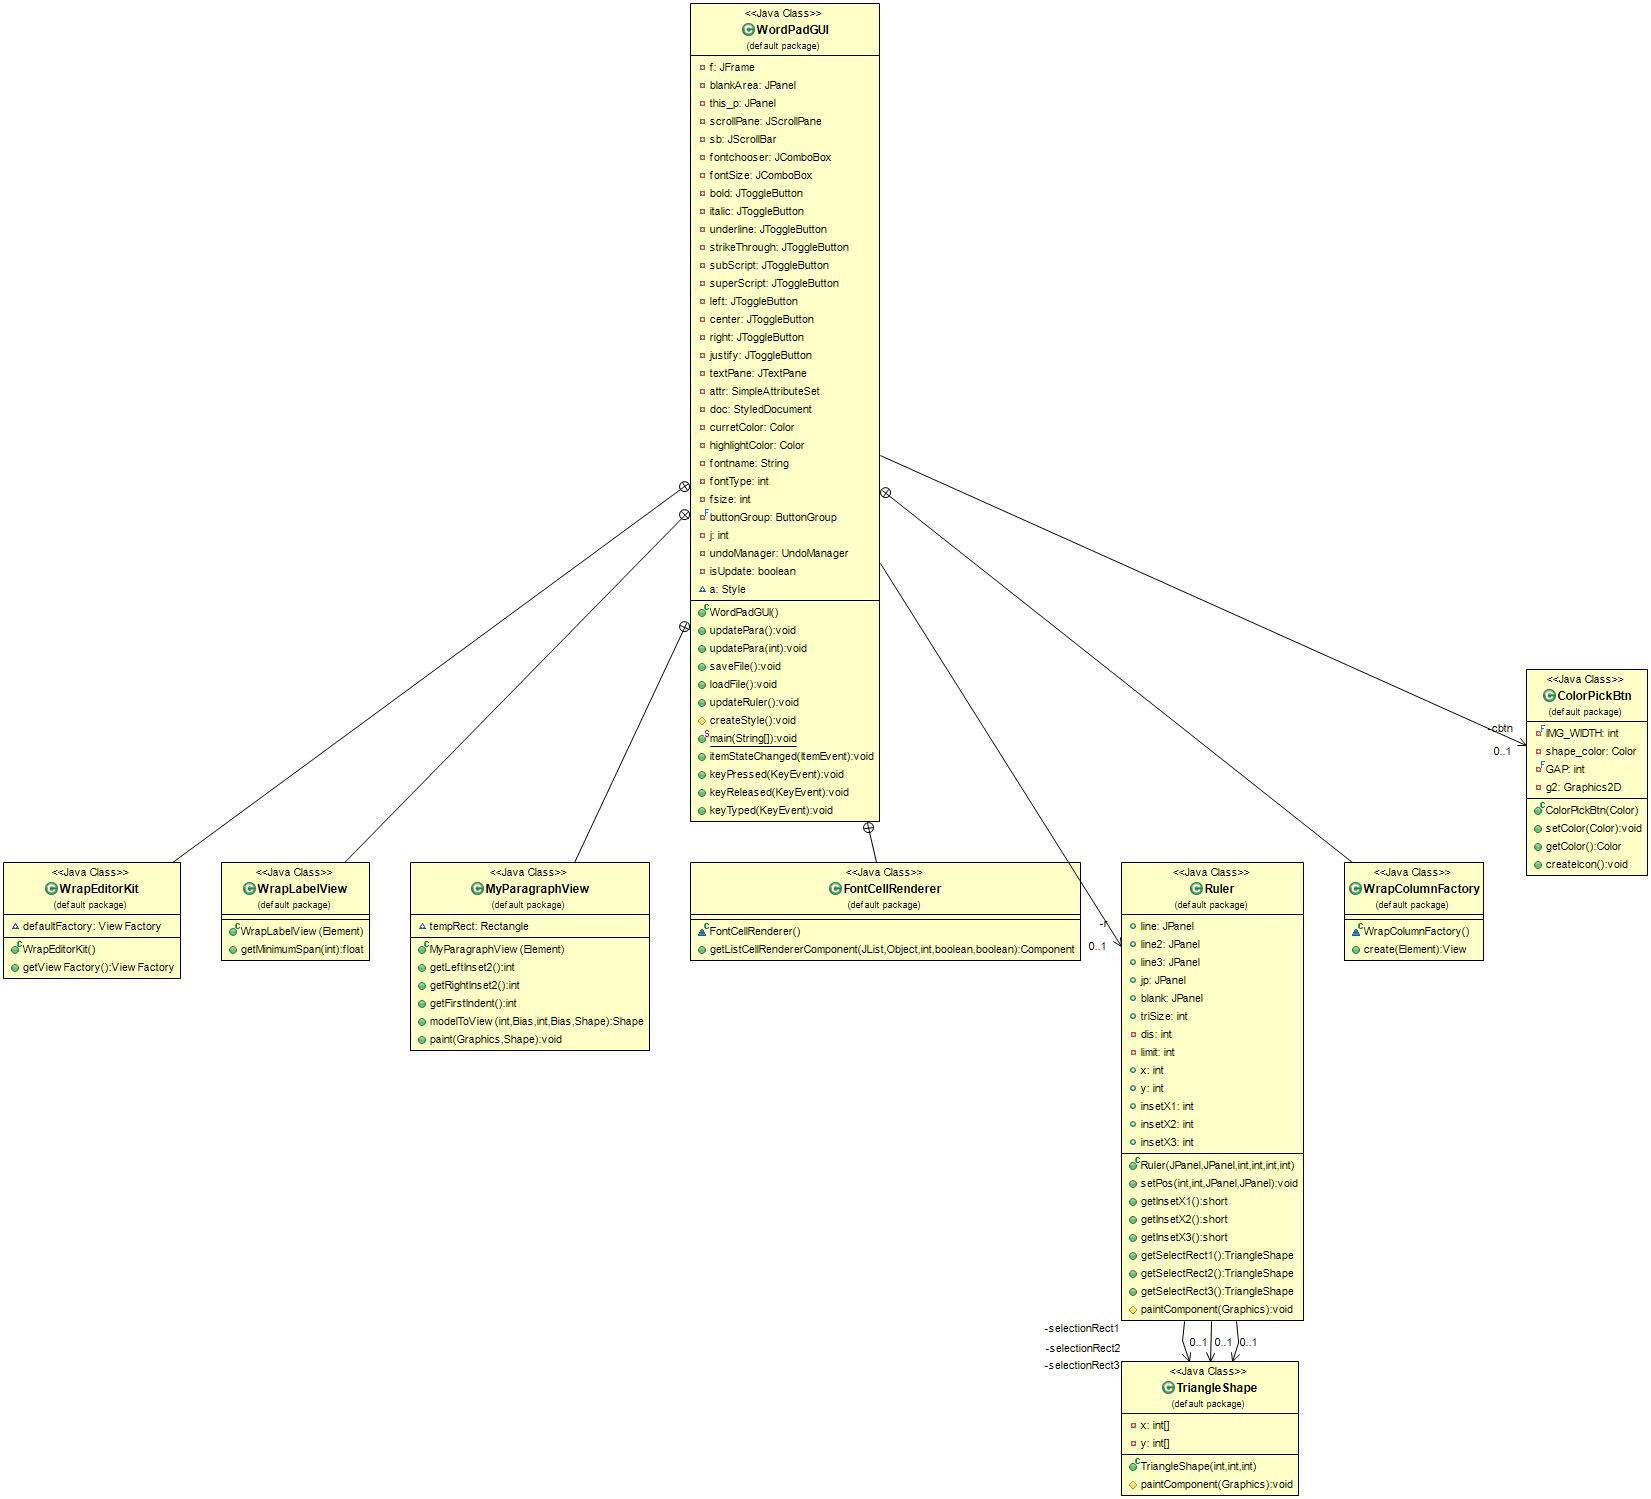 <<Java Class>>
WordPadGUI
(default package)
f: JFrame
blankArea: JPanel
this_p: JPanel
scrollPane: JScrollPane
sb: JScrollBar
fontchooser: JComboBox
fontSize: JComboBox
bold: JToggleButton
italic: JToggleButton
underline: JToggleButton
strikeThrough: JToggleButton
subScript: JToggleButton
superScript: JToggleButton
left: JToggleButton
center: JToggleButton
right: JToggleButton
justify: JToggleButton
textPane: JTextPane
attr: SimpleAttributeSet
doc: StyledDocument
curretColor: Color
highlightColor: Color
fontname: String
fontType: int
fsize: int
F buttonGroup: ButtonGroup
j: int
undoManager: UndoManager
isUpdate: boolean
a: Style
C WordPadGUI()
updatePara():void
updatePara(int):void
saveFile():void
loadFile():void
updateRuler():void
createStyle():void
S main(String[]):void
itemStateChanged(ItemEvent):void
keyPressed(KeyEvent):void
keyReleased(KeyEvent):void
keyTyped(KeyEvent):void
-cbtn
0..1
<<Java Class>>
ColorPickBtn
(default package)
F IMG_WIDTH: int
shape_color: Color
F GAP: int
g2: Graphics2D
C ColorPickBtn(Color)
setColor(Color):void
getColor():Color
createIcon():void
<<Java Class>>
WrapEditorKit
(default package)
defaultFactory: ViewFactory
C WrapEditorKit()
getViewFactory():ViewFactory
<<Java Class>>
WrapLabelView
(default package)
C WrapLabelView(Element)
getMinimumSpan(int):float
<<Java Class>>
MyParagraphView
(default package)
tempRect: Rectangle
C MyParagraphView(Element)
getLeftInset2():int
getRightInset2():int
getFirstIndent():int
modelToView(int,Bias,int,Bias,Shape):Shape
paint(Graphics,Shape):void
<<Java Class>>
FontCellRenderer
(default package)
C FontCellRenderer()
getListCellRendererComponent(JList,Object,int,boolean,boolean):Component
-r
0..1
<<Java Class>>
Ruler
(default package)
line: JPanel
line2: JPanel
line3: JPanel
jp: JPanel
blank: JPanel
triSize: int
dis: int
limit: int
x: int
y: int
insetX1: int
insetX2: int
insetX3: int
C Ruler(JPanel,JPanel,int,int,int,int)
setPos(int,int,JPanel,JPanel):void
getInsetX1():short
getInsetX2():short
getInsetX3():short
getSelectRect1():TriangleShape
getSelectRect2():TriangleShape
getSelectRect3():TriangleShape
paintComponent(Graphics):void
<<Java Class>>
WrapColumnFactory
(default package)
C WrapColumnFactory()
create(Element):View
-selectionRect1
0..1 0..1 0..1
-selectionRect2
-selectionRect3
<<Java Class>>
TriangleShape
(default package)
x: int[]
y: int[]
C TriangleShape(int,int,int)
paintComponent(Graphics):void